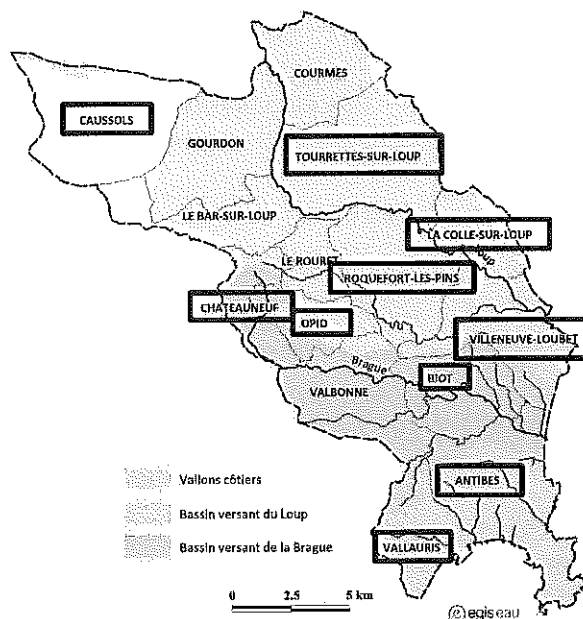 COURMES
CAUSSOLS
GOURDON
TOURRETTES-SUR-LOUP
LE BAR-SUR-LOUP
LA COLLE-SUR-LOUP
Loup
LE ROURET
ROQUEFORT-LES-PINS
CHATEAUNEUF
OPIO
VILLENEUVE-LOUBET
Brague
BIOT
VALBONNE
Vallons côtiers
ANTIBES
Bassin versant du Loup
Bassin versant de la Brague
VALLAURIS
0 2.5 5 km
egis eau